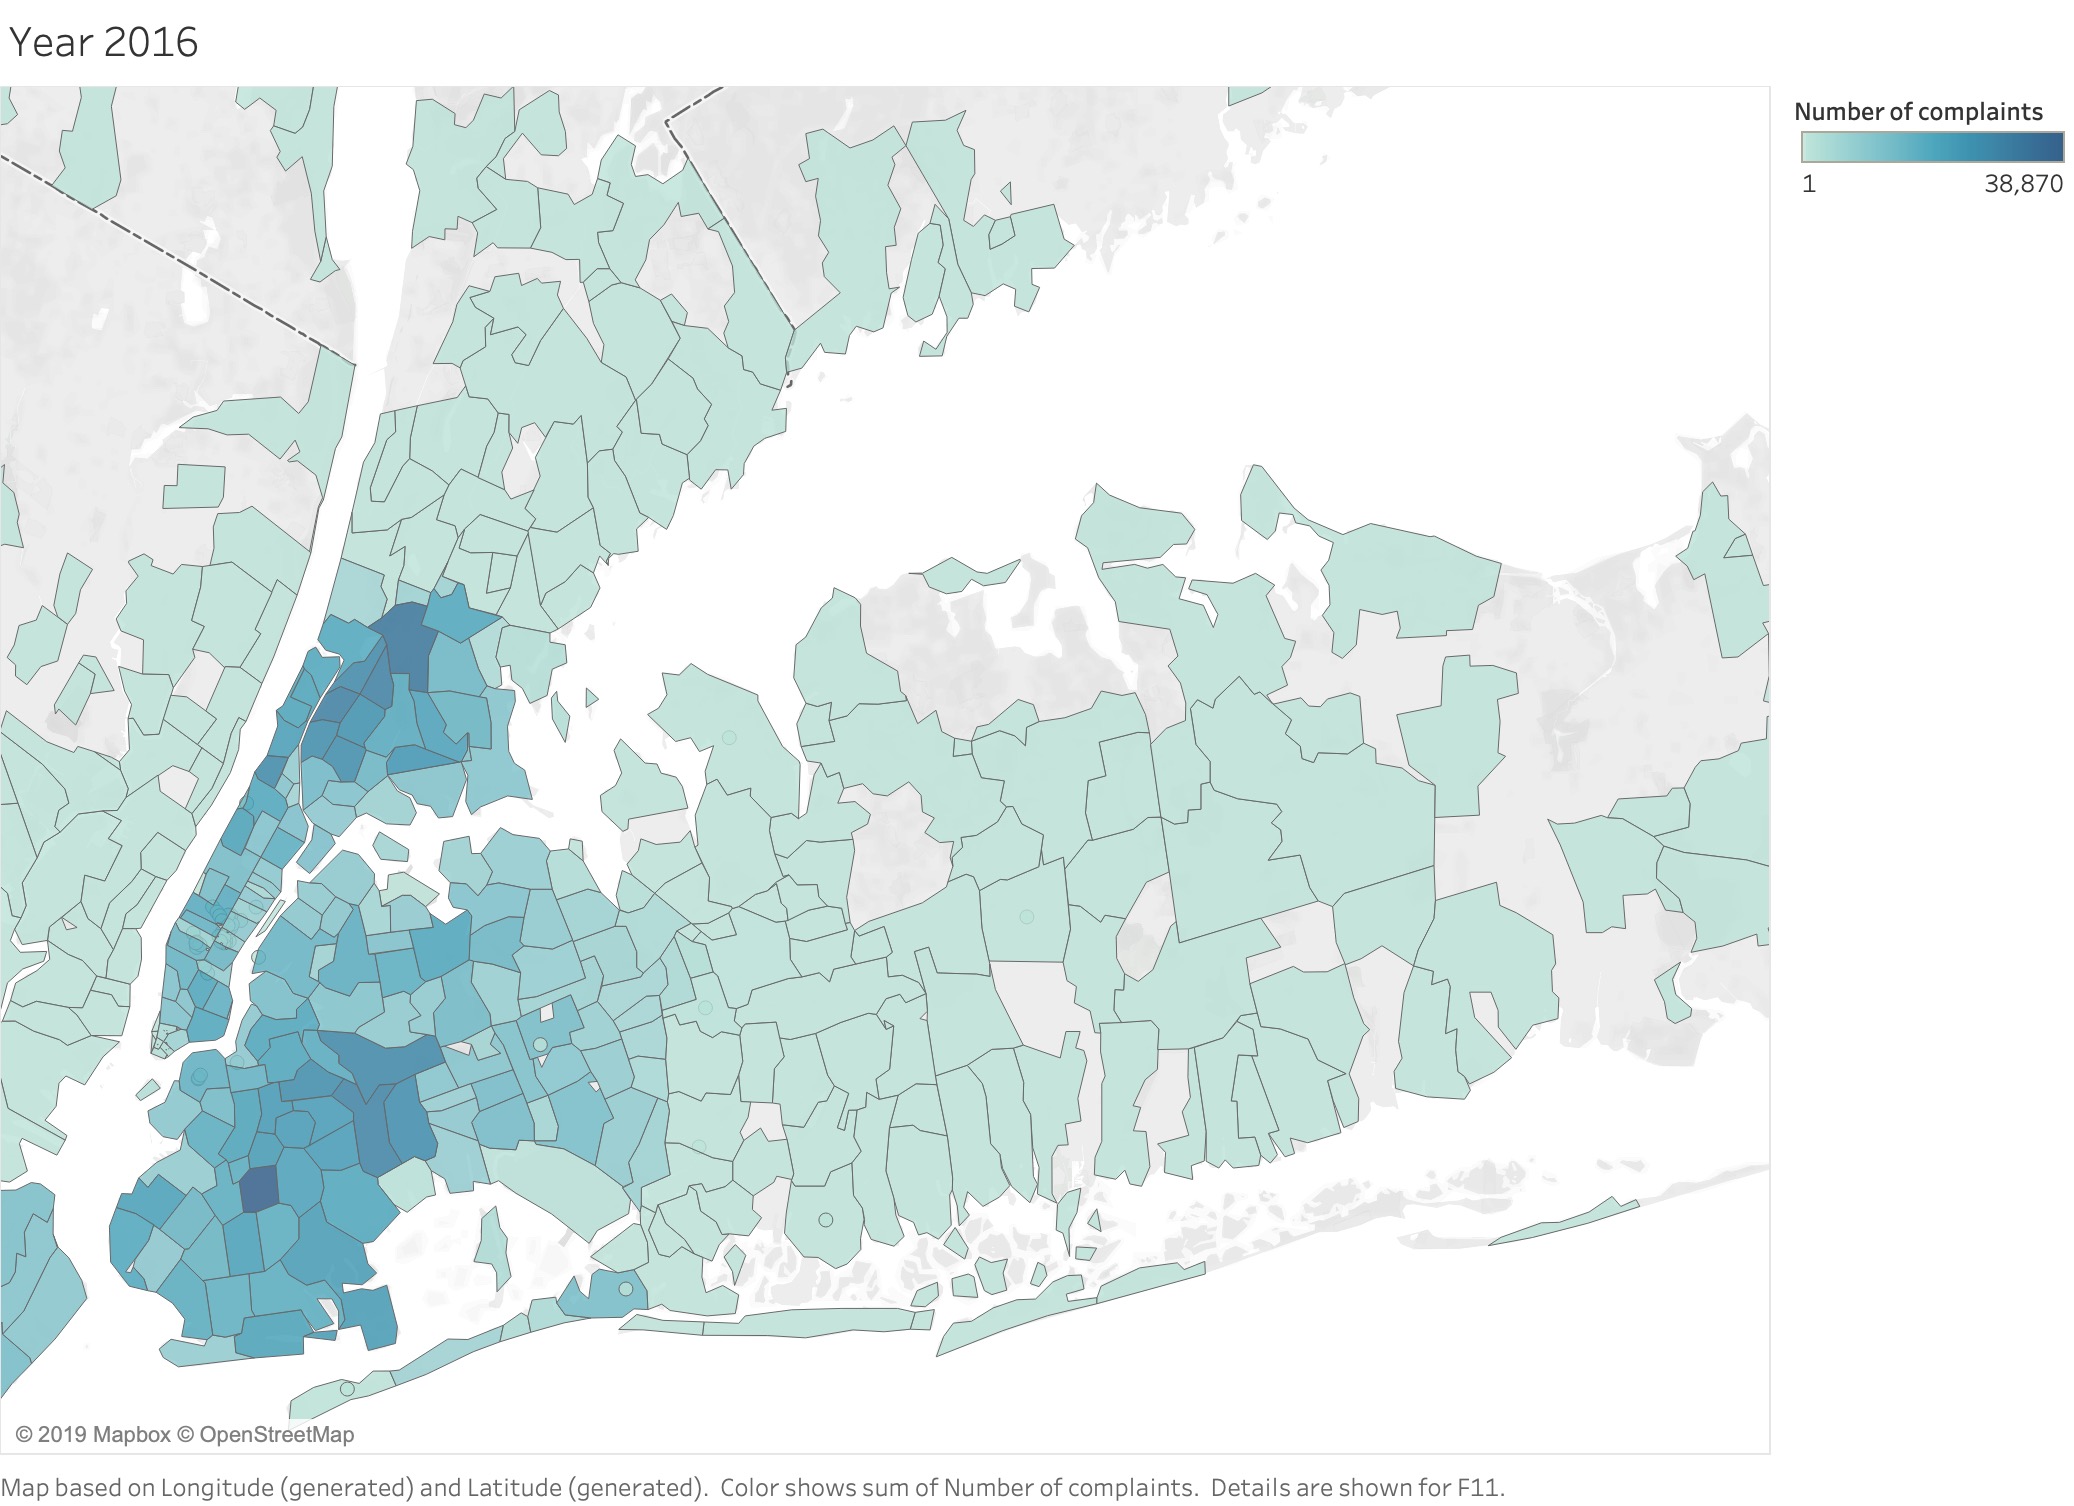 Year 2016
Number of complaints
1 38,870
© 2019 Mapbox © OpenStreetMap
Map based on Longitude (generated) and Latitude (generated). Color shows sum of Number of complaints. Details are shown for F11.